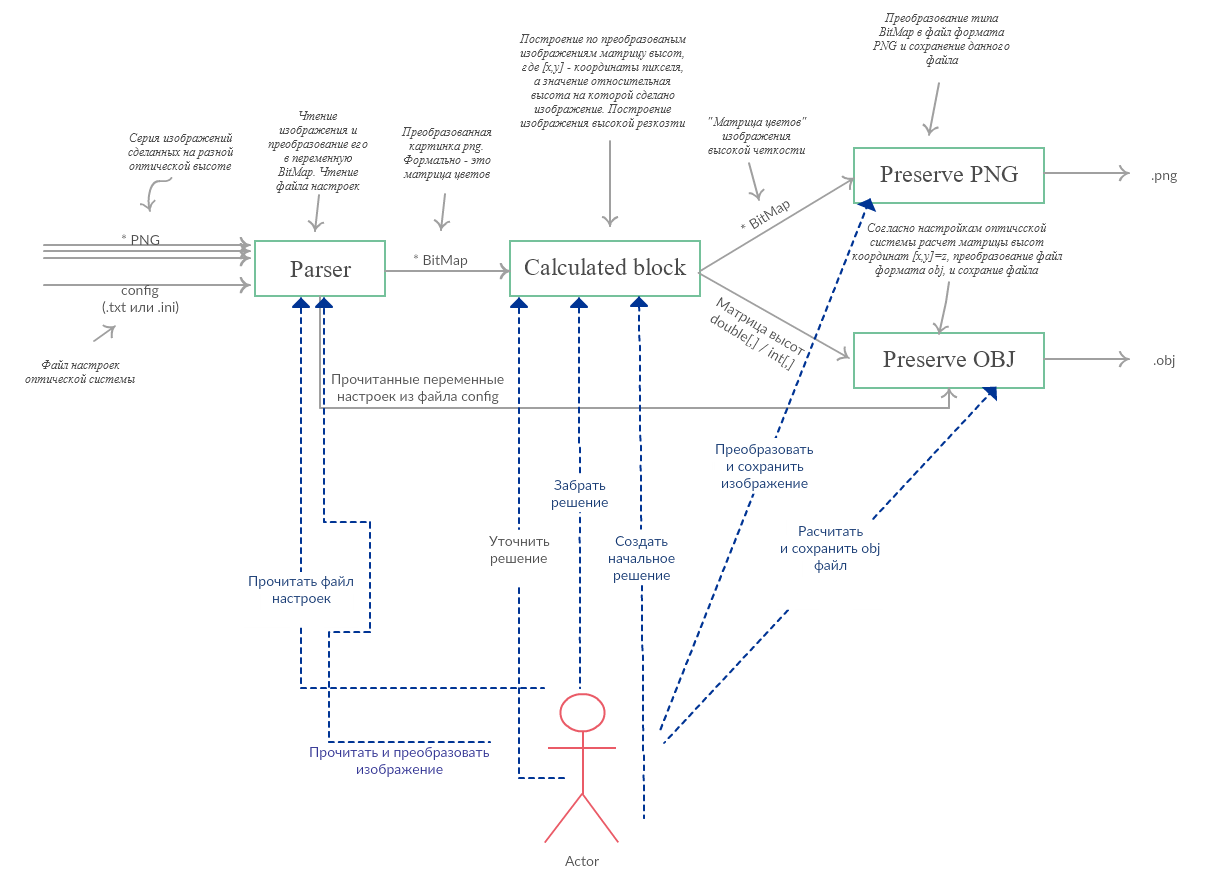 Преобразование типа
BitMap в файл формата
PNG и сохранение данного
файла
Построение по преобразованым
изображениям матрицу высот,
где [x,y] - координаты пикселя,
а значение относительная
высота на которой сделано
изображение. Построение
изображения высокой резкозти
Чтение
изображения и
преобразование его
в переменную
BitMap. Чтение
файла настроек
Преобразованная
картинка png.
Формально - это
матрица цветов
"Матрица цветов"
изображения
высокой четкости
Серия изображений
сделанных на разной
оптической высоте
* PNG
config
(.txt или .ini)
Файл настроек
оптической системы
Parser
* BitMap
Calculated block
* BitMap
Матрица высот
double[,] / int[,]
Preserve PNG
.png
Согласно настройкам оптичсской
системы расчет матрицы высот
координат [x,y]=z, преобразование файл
формата obj, и сохрание файла
Preserve OBJ
.obj
Прочитанные переменные
настроек из файла config
Преобразовать
и сохранить
изображение
Забрать
решение
Уточнить
решение
Создать
начальное
решение
Расчитать
и сохранить obj
файл
Прочитать файл
настроек
Прочитать и преобразовать
изображение
Actor